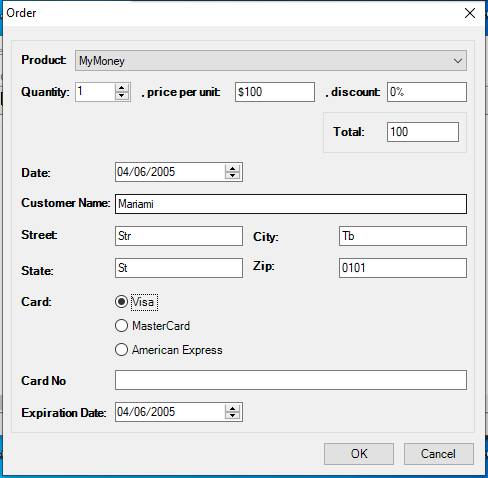 Order
Product: MyMoney
Quantity: 1 , price per unit: $100 , discount: 0%
Total: 100
Date: 04/06/2005
Customer Name: Mariami
Street: Str City: Tb
State: St Zip: 0101
Card: Visa
MasterCard
American Express
Card No
Expiration Date: 04/06/2005
OK Cancel